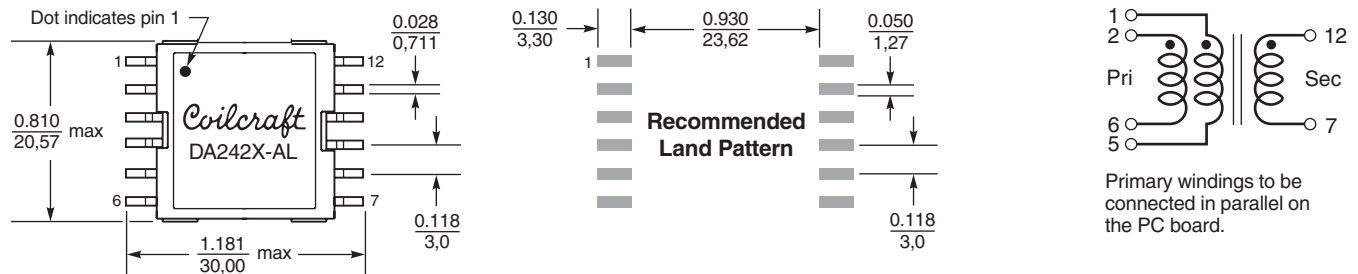 Dot indicates pin 1
0.028
0,711
1
12
0.810
20,57
max
Coilcraft
DA242X-AL
6
7
0.118
3,0
1.181
30,00
max
0.130
3,30
0.930
23,62
0.050
1,27
1
Recommended
Land Pattern
0.118
3,0
1
2
12
Pri
Sec
6
7
5
Primary windings to be
connected in parallel on
the PC board.